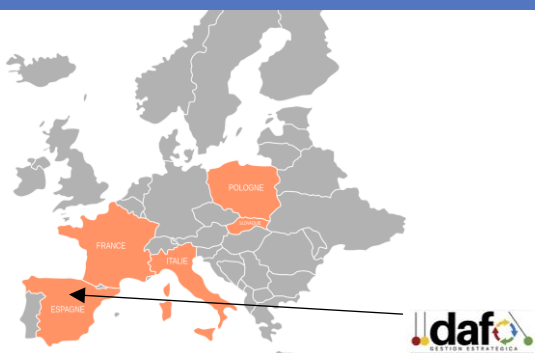 POLOGNE
SLOVAQUIE
FRANCE
ITALIE
ESPAGNE
dafo
GESTION ESTRATEGICA